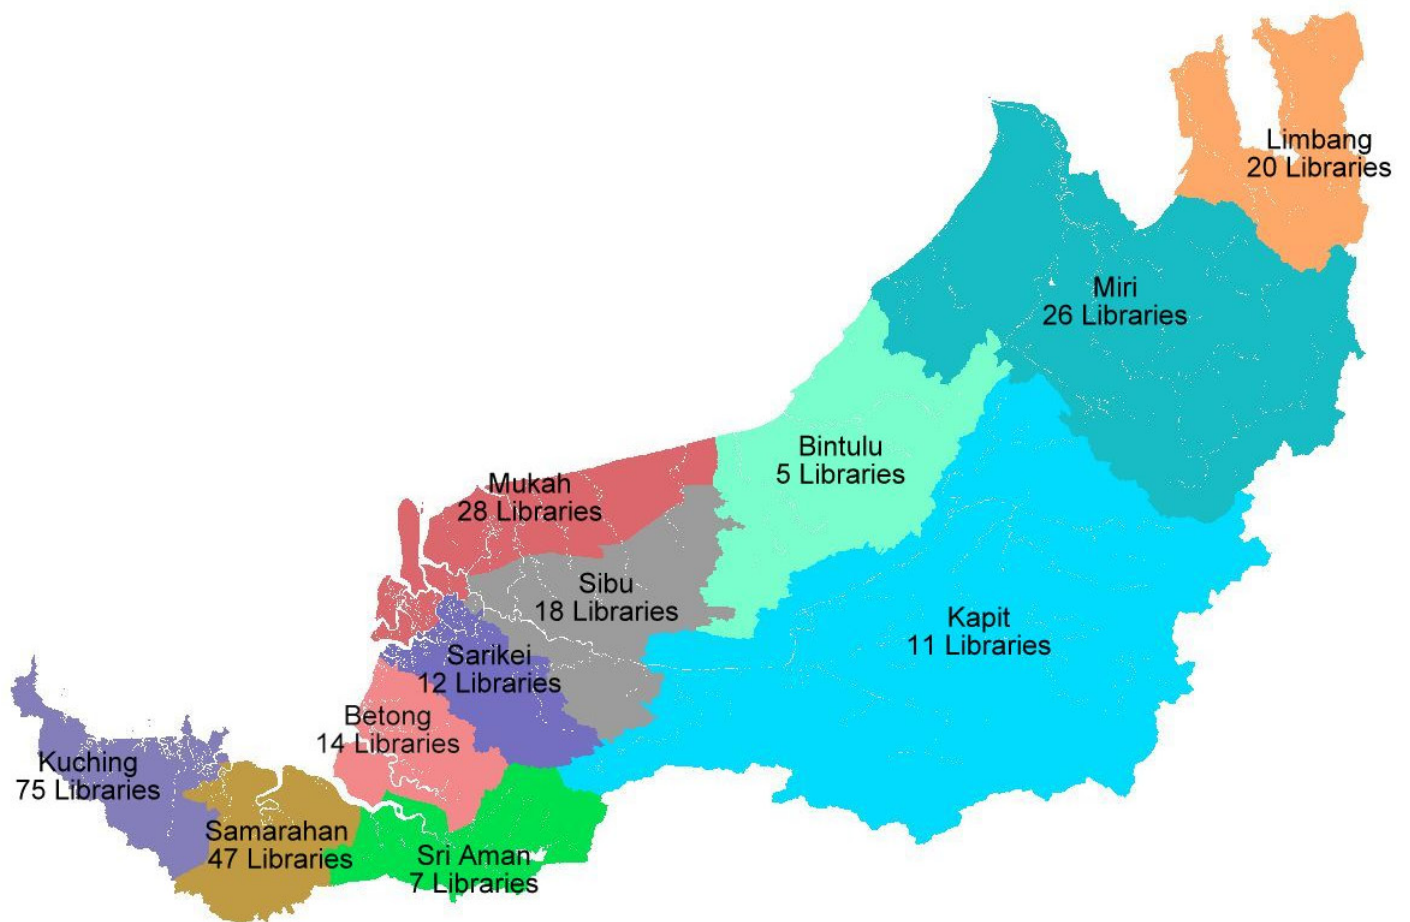 Limbang
20 Libraries
Miri
26 Libraries
Bintulu
5 Libraries
Mukah
28 Libraries
Sibu
18 Libraries
Kapit
11 Libraries
Sarikei
12 Libraries
Betong
14 Libraries
Kuching
75 Libraries
Samarahan
47 Libraries
Sri Aman
7 Libraries